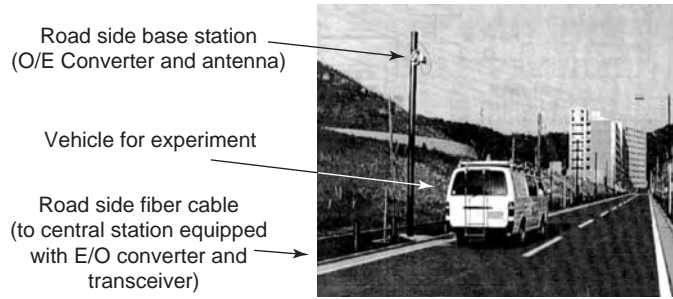 Road side base station
(O/E Converter and antenna)
Vehicle for experiment
Road side fiber cable
(to central station equipped
with E/O converter and
transceiver)